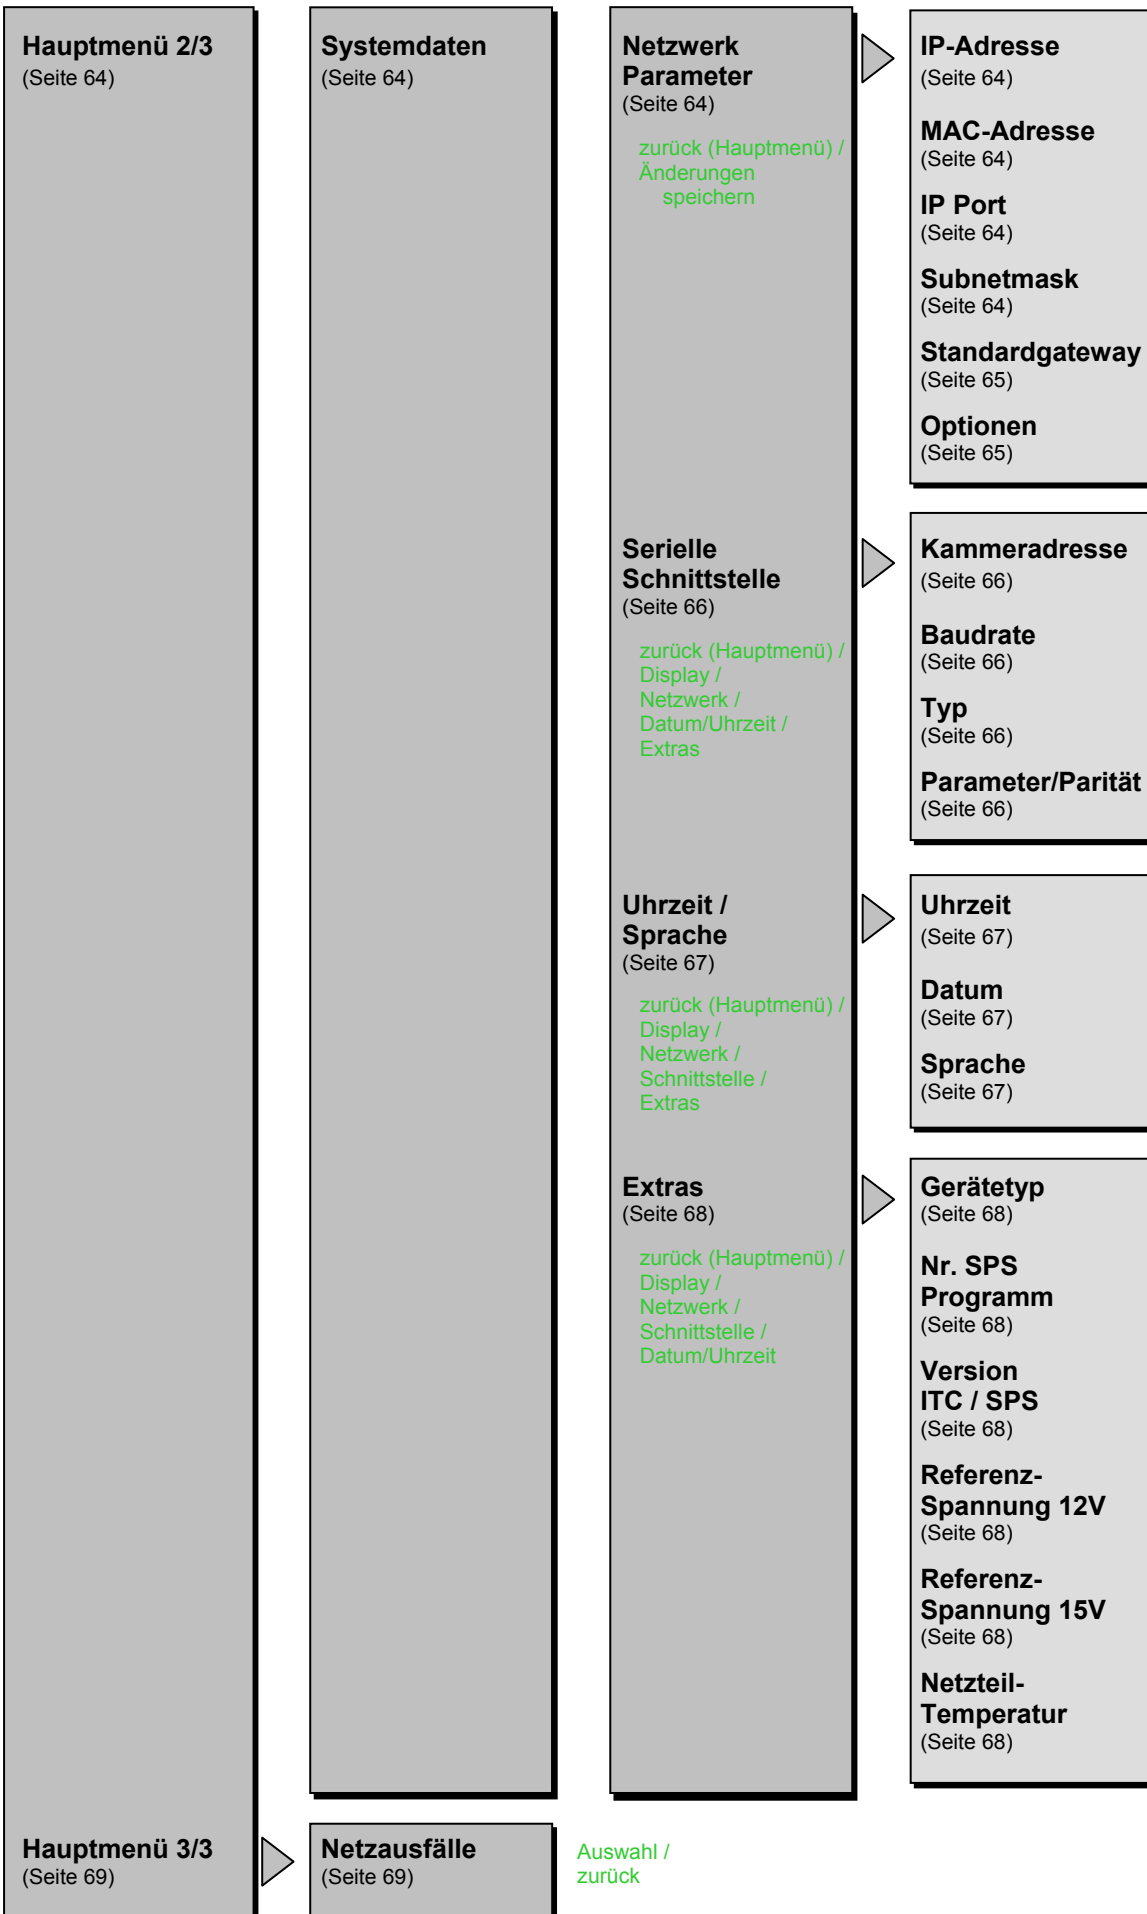 Hauptmenü 2/3
(Seite 64)
Systemdaten
(Seite 64)
Netzwerk
Parameter
(Seite 64)
zurück (Hauptmenü) /
Änderungen
speichern
IP-Adresse
(Seite 64)
MAC-Adresse
(Seite 64)
IP Port
(Seite 64)
Subnetmask
(Seite 64)
Standardgateway
(Seite 65)
Optionen
(Seite 65)
Serielle
Schnittstelle
(Seite 66)
zurück (Hauptmenü) /
Display /
Netzwerk /
Datum/Uhrzeit /
Extras
Kammeradresse
(Seite 66)
Baudrate
(Seite 66)
Typ
(Seite 66)
Parameter/Parität
(Seite 66)
Uhrzeit /
Sprache
(Seite 67)
zurück (Hauptmenü) /
Display /
Netzwerk /
Schnittstelle /
Extras
Uhrzeit
(Seite 67)
Datum
(Seite 67)
Sprache
(Seite 67)
Extras
(Seite 68)
zurück (Hauptmenü) /
Display /
Netzwerk /
Schnittstelle /
Datum/Uhrzeit
Gerätetyp
(Seite 68)
Nr. SPS
Programm
(Seite 68)
Version
ITC / SPS
(Seite 68)
Referenz-
Spannung 12V
(Seite 68)
Referenz-
Spannung 15V
(Seite 68)
Netzteil-
Temperatur
(Seite 68)
Hauptmenü 3/3
(Seite 69)
Netzausfälle
(Seite 69)
Auswahl /
zurück